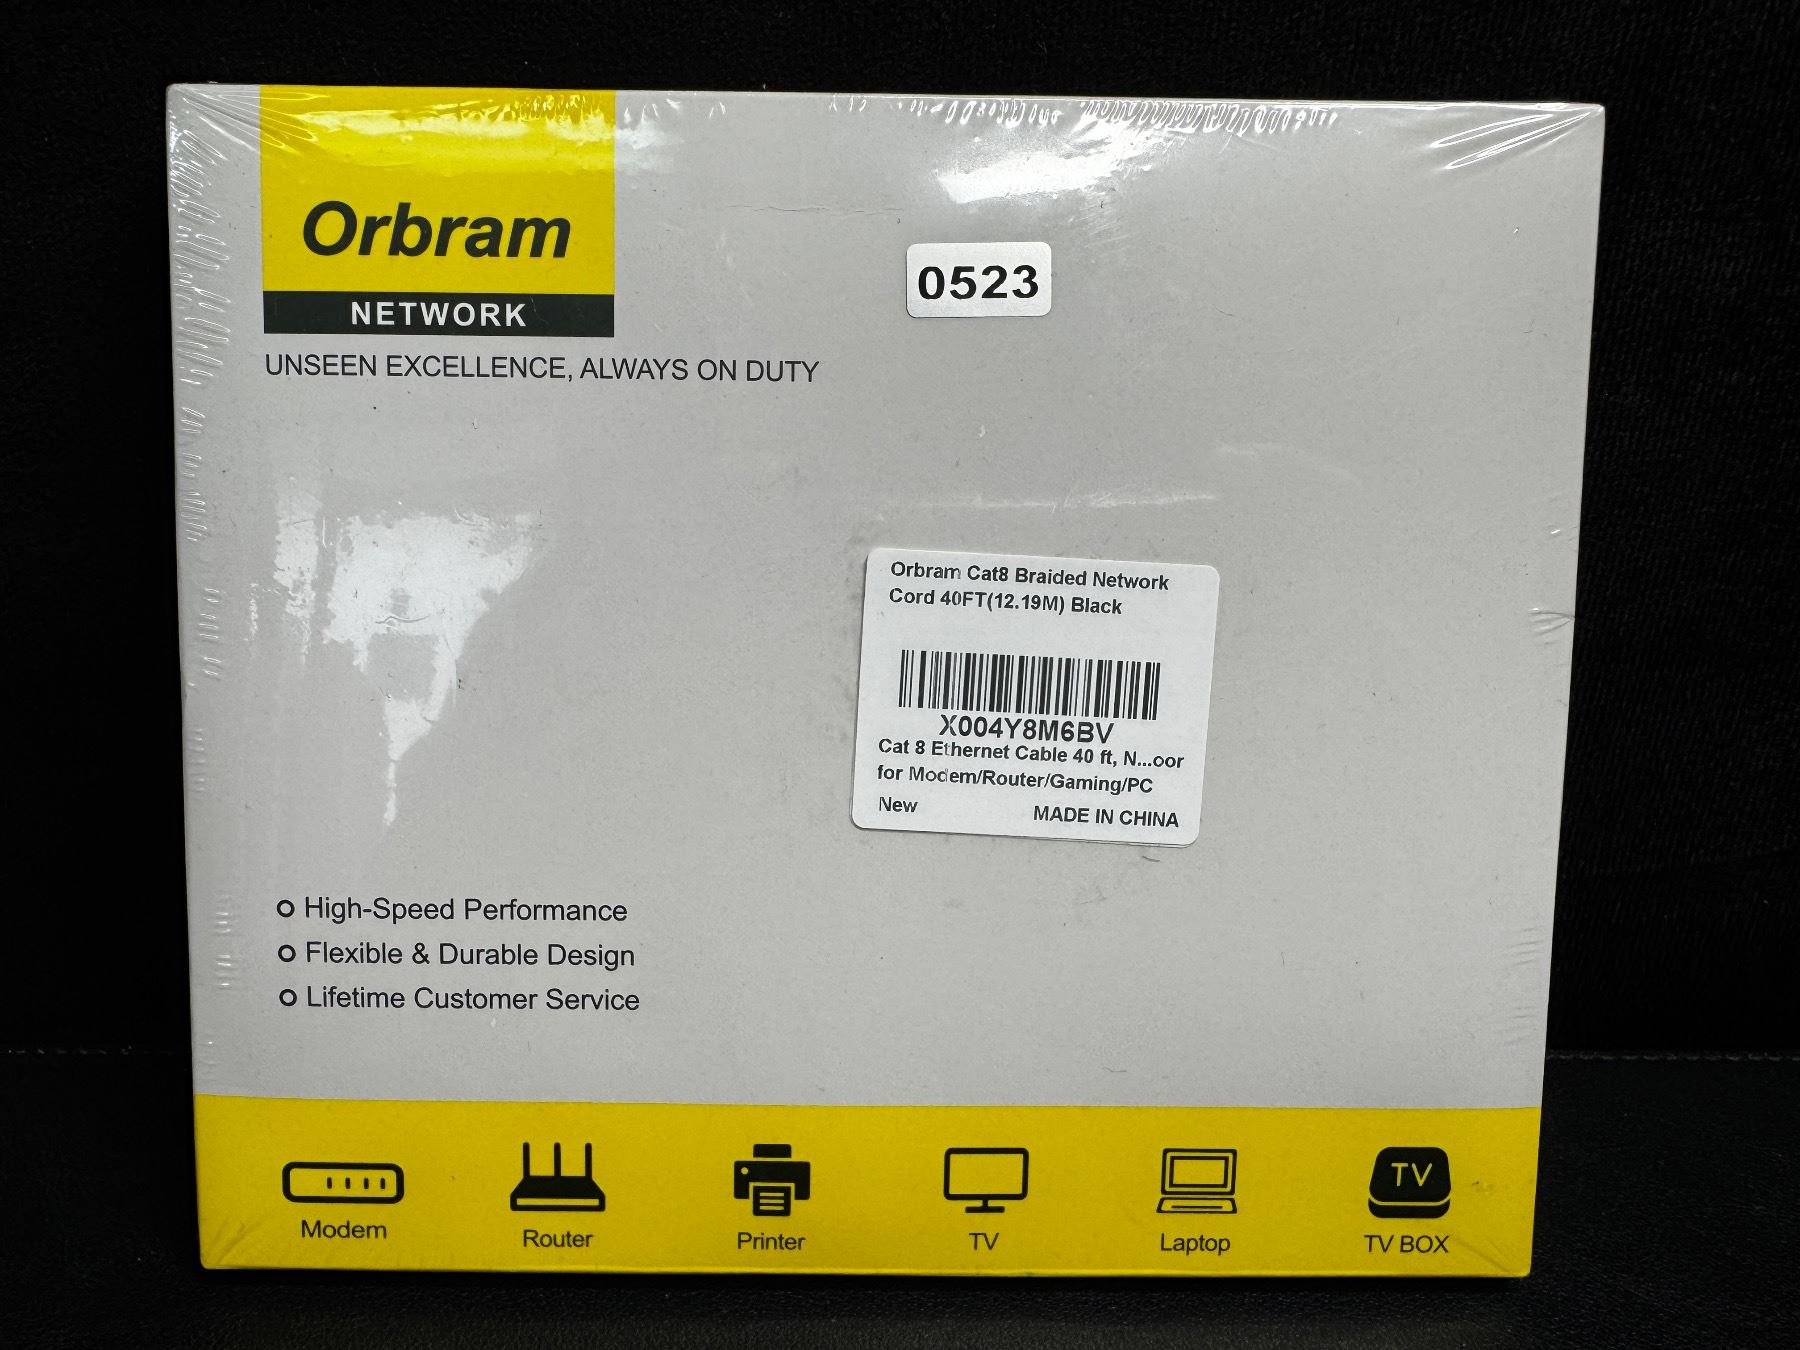 Orbram
NETWORK
UNSEEN EXCELLENCE, ALWAYS ON DUTY
0523
Orbram Cat8 Braided Network
Cord 40FT(12.19M) Black
X004Y8M6BV
Cat 8 Ethernet Cable 40 ft, N...oor
for Modem/Router/Gaming/PC
New MADE IN CHINA
High-Speed Performance
Flexible & Durable Design
Lifetime Customer Service
TV
Modem Router Printer TV Laptop TV BOX